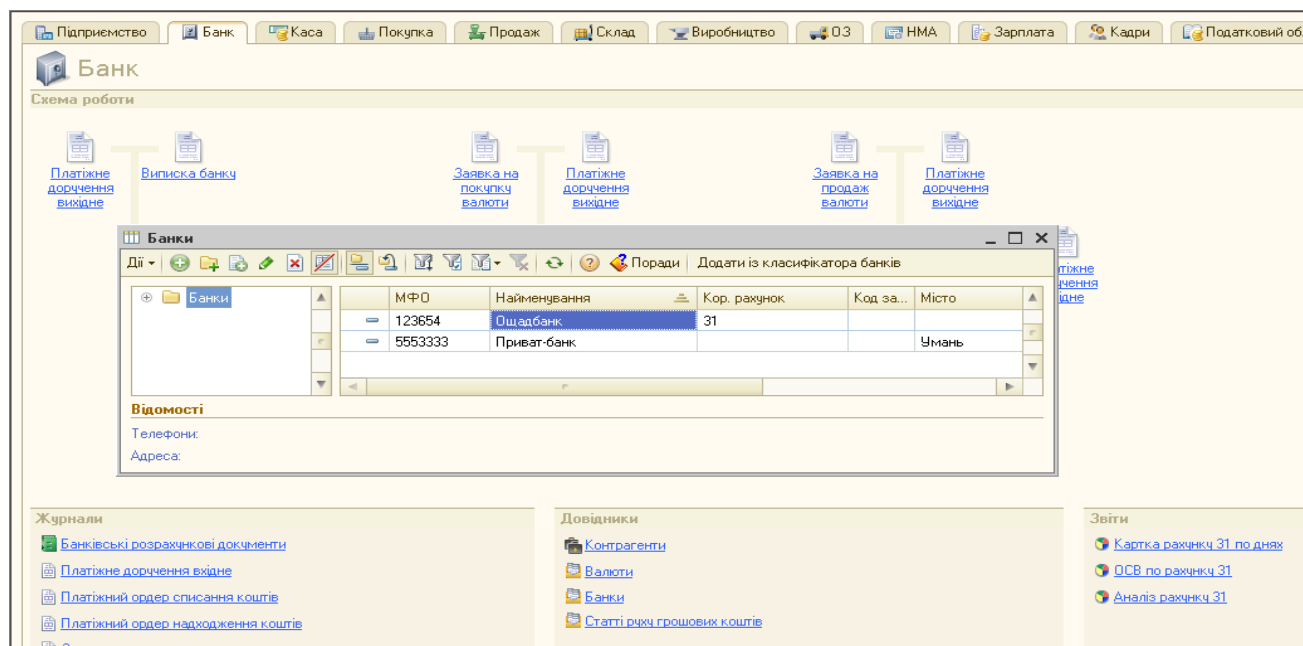 Підприємство Банк Каса Покупка Продаж Склад Виробництво ОЗ НМА Зарплата Кадри Податковий об
Банк
Схема роботи
Платіжне доручення вихідне
Виписка банку
Заявка на покупку валюти
Платіжне доручення вихідне
Заявка на продаж валюти
Платіжне доручення вихідне
Банки
Дії Поради Додати із класифікатора банків
Банки
МФО Найменування Кор. рахунок Код за... Місто
123654 Ощадбанк 31
5553333 Приват-банк Умань
Відомості
Телефони:
Адреса:
Журнали
Банківські розрахункові документи
Платіжне доручення вхідне
Платіжний ордер списання коштів
Платіжний ордер надходження коштів
Довідники
Контрагенти
Валюти
Банки
Статті руху грошових коштів
Звіти
Картка рахунку 31 по днях
ОСВ по рахунку 31
Аналіз рахунку 31